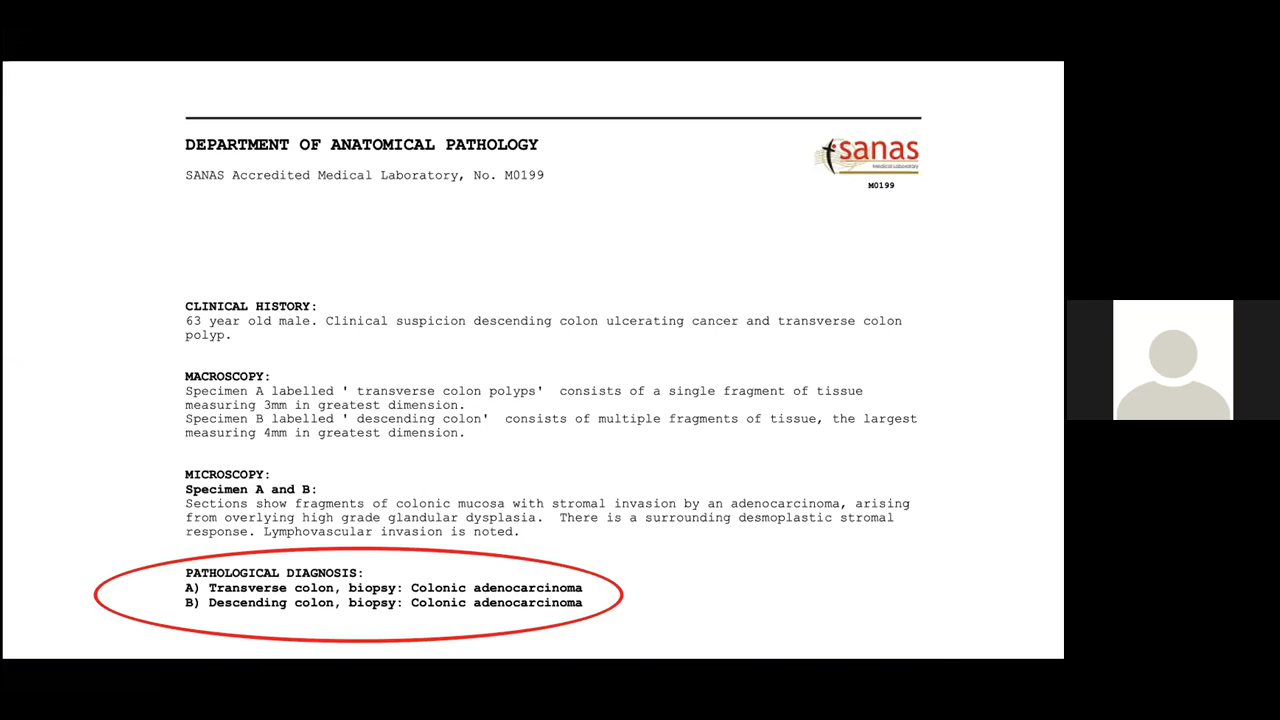 DEPARTMENT OF ANATOMICAL PATHOLOGY
SANAS Accredited Medical Laboratory, No. M0199
sanas
Medical Laboratory
M0199
CLINICAL HISTORY:
63 year old male. Clinical suspicion descending colon ulcerating cancer and transverse colon
polyp.
MACROSCOPY:
Specimen A labelled ' transverse colon polyps'  consists of a single fragment of tissue
measuring 3mm in greatest dimension.
Specimen B labelled ' descending colon'  consists of multiple fragments of tissue, the largest
measuring 4mm in greatest dimension.
MICROSCOPY:
Specimen A and B:
Sections show fragments of colonic mucosa with stromal invasion by an adenocarcinoma, arising
from overlying high grade glandular dysplasia.  There is a surrounding desmoplastic stromal
response. Lymphovascular invasion is noted.
PATHOLOGICAL DIAGNOSIS:
A) Transverse colon, biopsy: Colonic adenocarcinoma
B) Descending colon, biopsy: Colonic adenocarcinoma